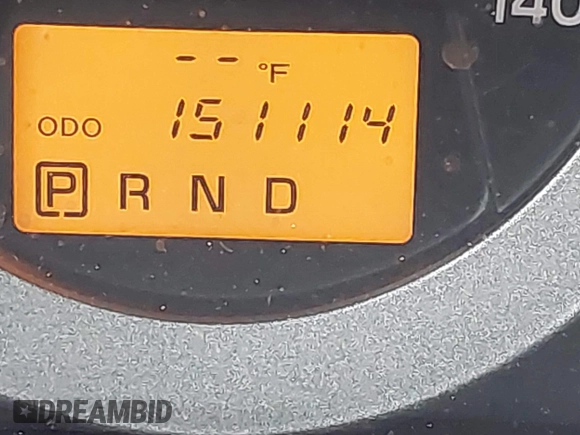 140
-- °F
ODO 151114
P R N D
DREAMBID